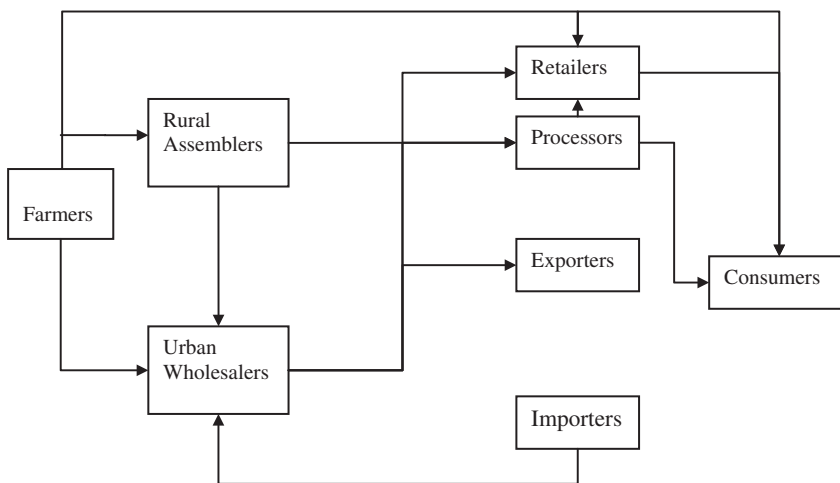 Retailers
Rural
Assemblers
Processors
Farmers
Exporters
Consumers
Urban
Wholesalers
Importers